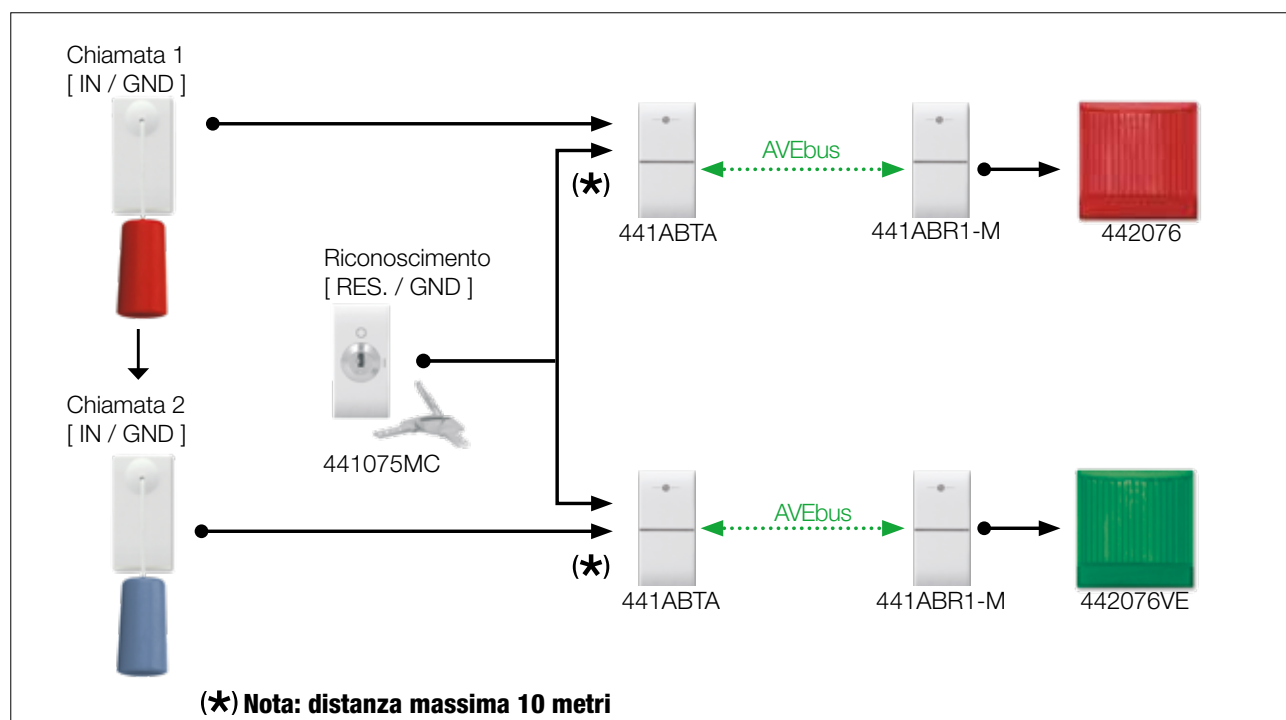 Chiamata 1
[ IN / GND ]
AVEbus
(*)
441ABTA
441ABR1-M
442076
Riconoscimento
[ RES. / GND ]
441075MC
Chiamata 2
[ IN / GND ]
AVEbus
(*)
441ABTA
441ABR1-M
442076VE
(*) Nota: distanza massima 10 metri